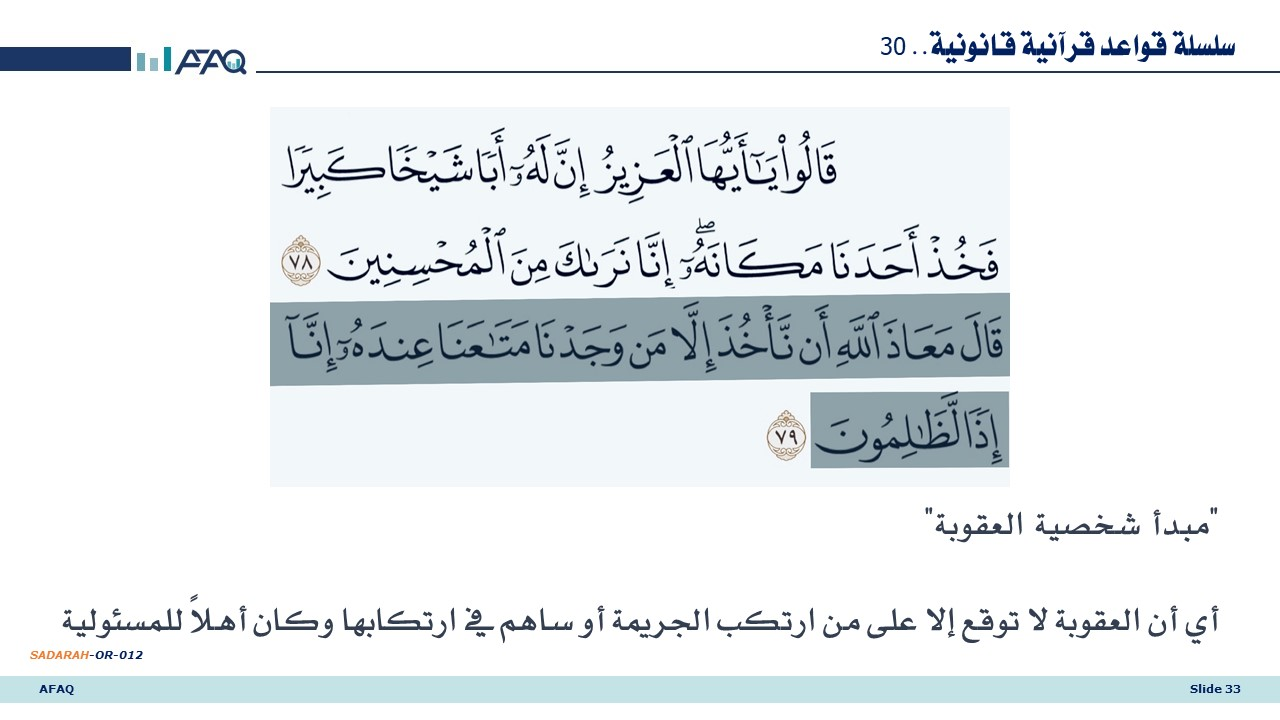 سلسلة قواعد قرآنية قانونية.. 30
AFAQ
قَالُوا۟ يَـٰٓأَيُّهَا ٱلْعَزِيزُ إِنَّ لَهُۥٓ أَبًا شَيْخًا كَبِيرًا
فَخُذْ أَحَدَنَا مَكَانَهُۥٓ ۖ إِنَّا نَرَىٰكَ مِنَ ٱلْمُحْسِنِينَ ٧٨
قَالَ مَعَاذَ ٱللَّهِ أَن نَّأْخُذَ إِلَّا مَن وَجَدْنَا مَتَـٰعَنَا عِندَهُۥٓ إِنَّآ
إِذًا لَّظَـٰلِمُونَ ٧٩
"مبدأ شخصية العقوبة"
أي أن العقوبة لا توقع إلا على من ارتكب الجريمة أو ساهم في ارتكابها وكان أهلاً للمسئولية
SADARAH-OR-012
AFAQ
Slide 33